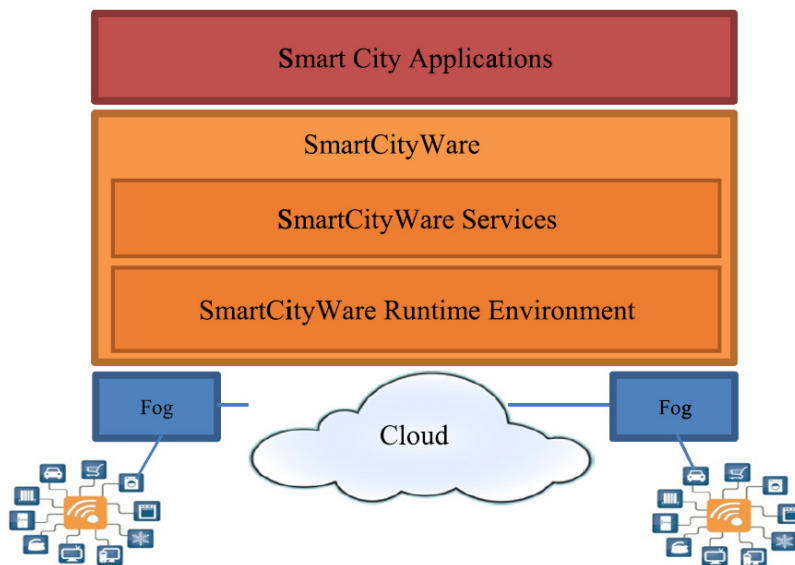 Smart City Applications
SmartCityWare
SmartCityWare Services
SmartCityWare Runtime Environment
Fog
Cloud
Fog